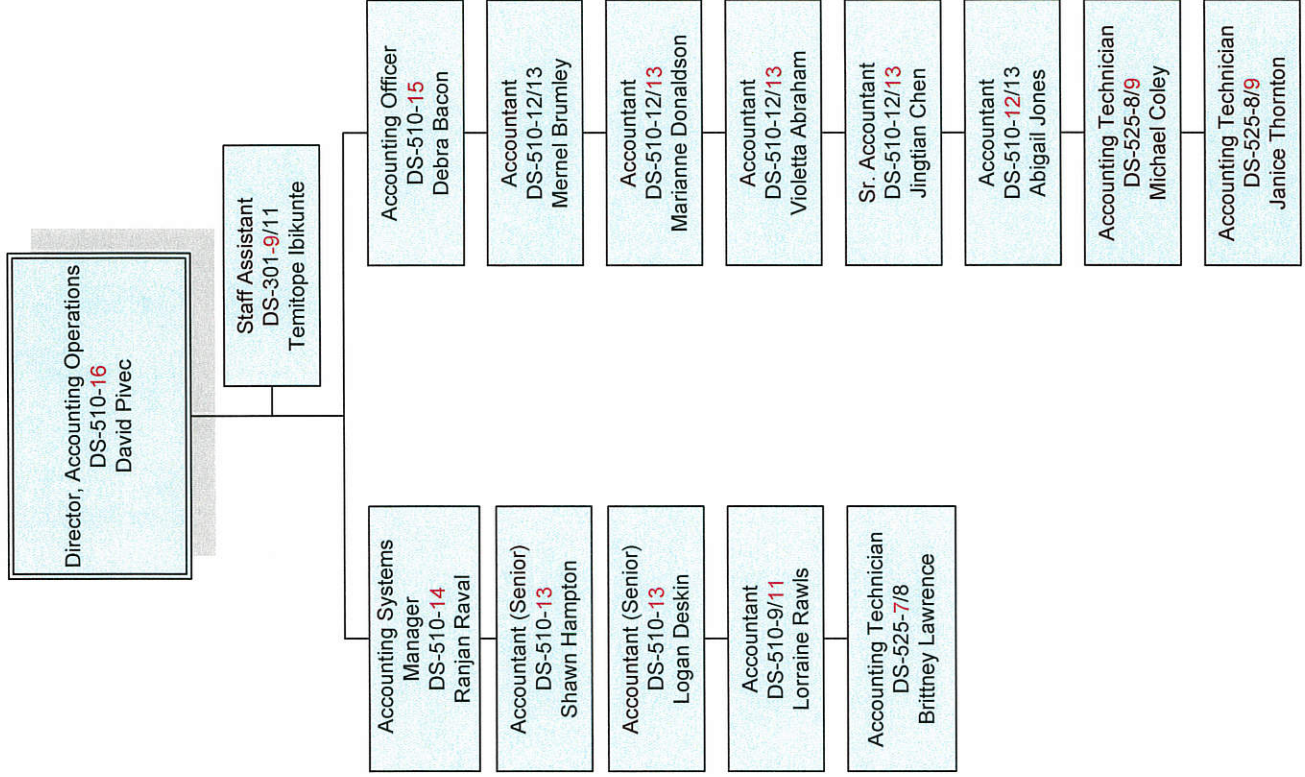 Director, Accounting Operations
DS-510-16
David Pivec
Staff Assistant
DS-301-9/11
Temitope Ibikunte
Accounting Systems
Manager
DS-510-14
Ranjan Raval
Accountant (Senior)
DS-510-13
Shawn Hampton
Accountant (Senior)
DS-510-13
Logan Deskin
Accountant
DS-510-9/11
Lorraine Rawls
Accounting Technician
DS-525-7/8
Brittney Lawrence
Accounting Officer
DS-510-15
Debra Bacon
Accountant
DS-510-12/13
Mernel Brumley
Accountant
DS-510-12/13
Marianne Donaldson
Accountant
DS-510-12/13
Violetta Abraham
Sr. Accountant
DS-510-12/13
Jingtian Chen
Accountant
DS-510-12/13
Abigail Jones
Accounting Technician
DS-525-8/9
Michael Coley
Accounting Technician
DS-525-8/9
Janice Thornton